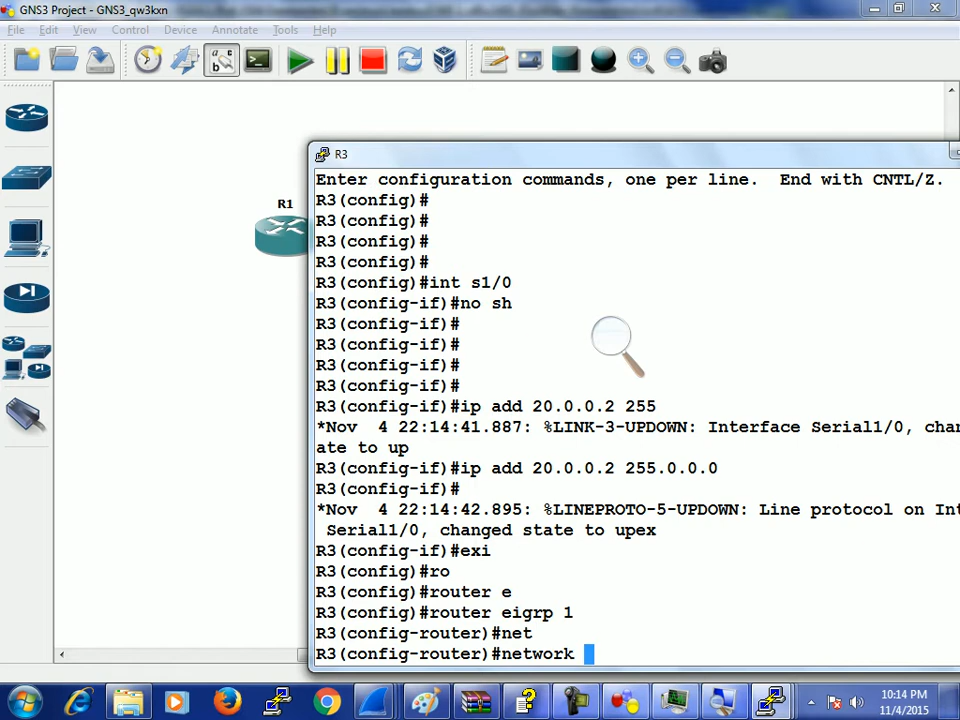 GNS3 Project - GNS3_qw3kxn
File Edit View Control Device Annotate Tools Help
R1
R3
Enter configuration commands, one per line.  End with CNTL/Z.
R3(config)#
R3(config)#
R3(config)#
R3(config)#
R3(config)#int s1/0
R3(config-if)#no sh
R3(config-if)#
R3(config-if)#
R3(config-if)#
R3(config-if)#
R3(config-if)#ip add 20.0.0.2 255
*Nov  4 22:14:41.887: %LINK-3-UPDOWN: Interface Serial1/0, chan
ate to up
R3(config-if)#ip add 20.0.0.2 255.0.0.0
R3(config-if)#
*Nov  4 22:14:42.895: %LINEPROTO-5-UPDOWN: Line protocol on Int
Serial1/0, changed state to upex
R3(config-if)#exi
R3(config)#ro
R3(config)#router e
R3(config)#router eigrp 1
R3(config-router)#net
R3(config-router)#network
10:14 PM
11/4/2015